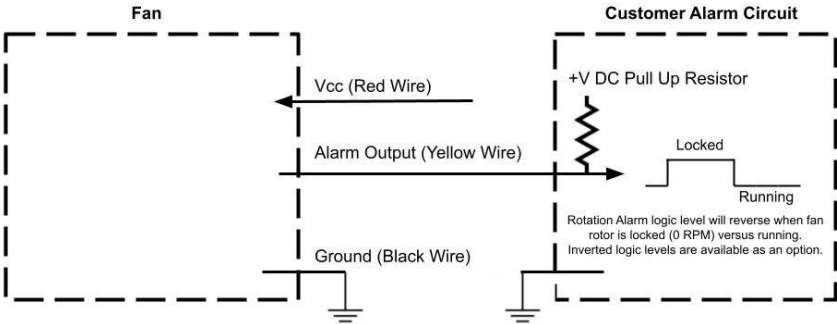 Fan
Customer Alarm Circuit
Vcc (Red Wire)
+V DC Pull Up Resistor
Alarm Output (Yellow Wire)
Locked
Running
Rotation Alarm logic level will reverse when fan
rotor is locked (0 RPM) versus running.
Inverted logic levels are available as an option.
Ground (Black Wire)